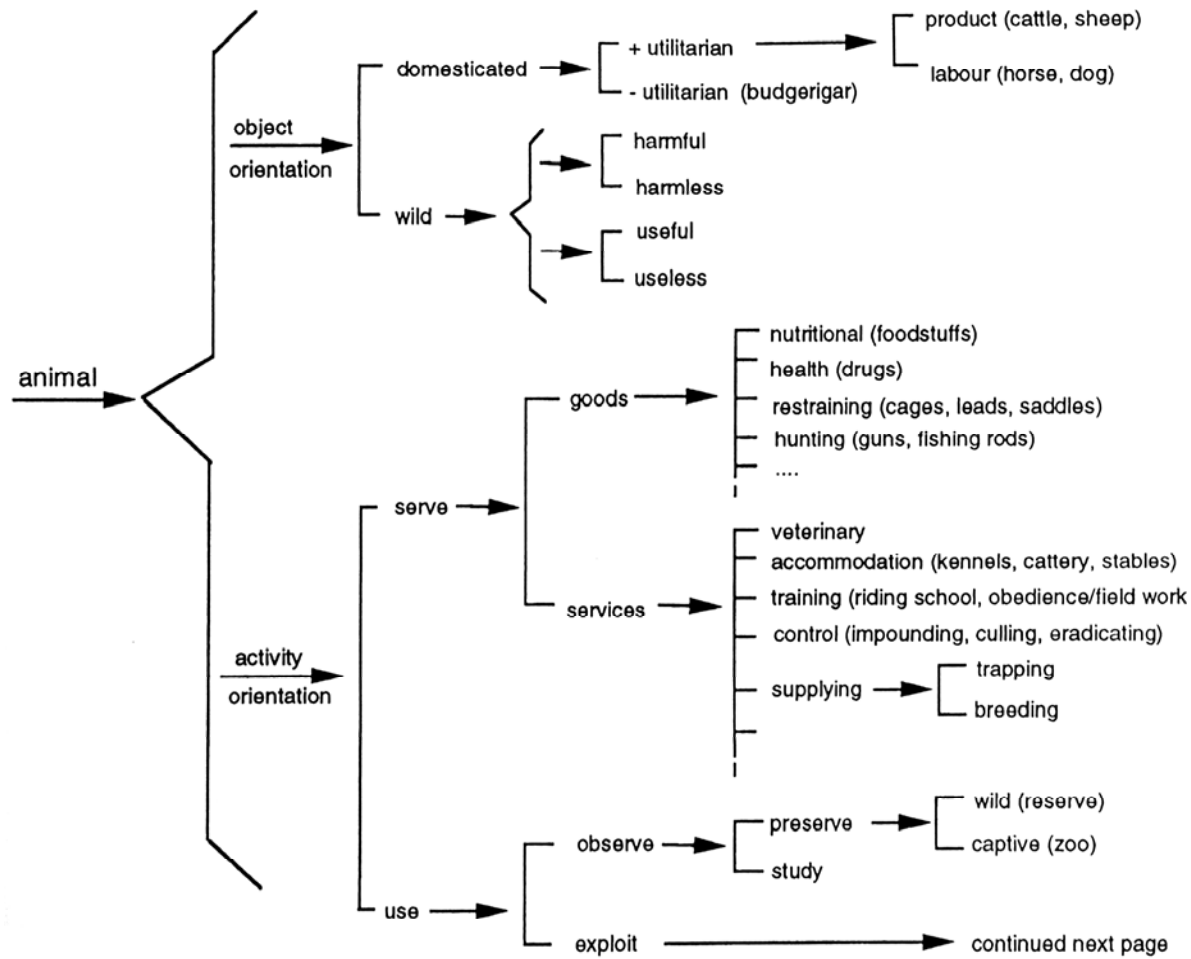 product (cattle, sheep)
+ utilitarian
domesticated
labour (horse, dog)
- utilitarian (budgerigar)
object
orientation
harmful
harmless
wild
useful
useless
animal
nutritional (foodstuffs)
health (drugs)
goods
restraining (cages, leads, saddles)
hunting (guns, fishing rods)
....
serve
veterinary
accommodation (kennels, cattery, stables)
training (riding school, obedience/field work
services
control (impounding, culling, eradicating)
activity
orientation
trapping
supplying
breeding
wild (reserve)
preserve
observe
captive (zoo)
study
use
exploit
continued next page